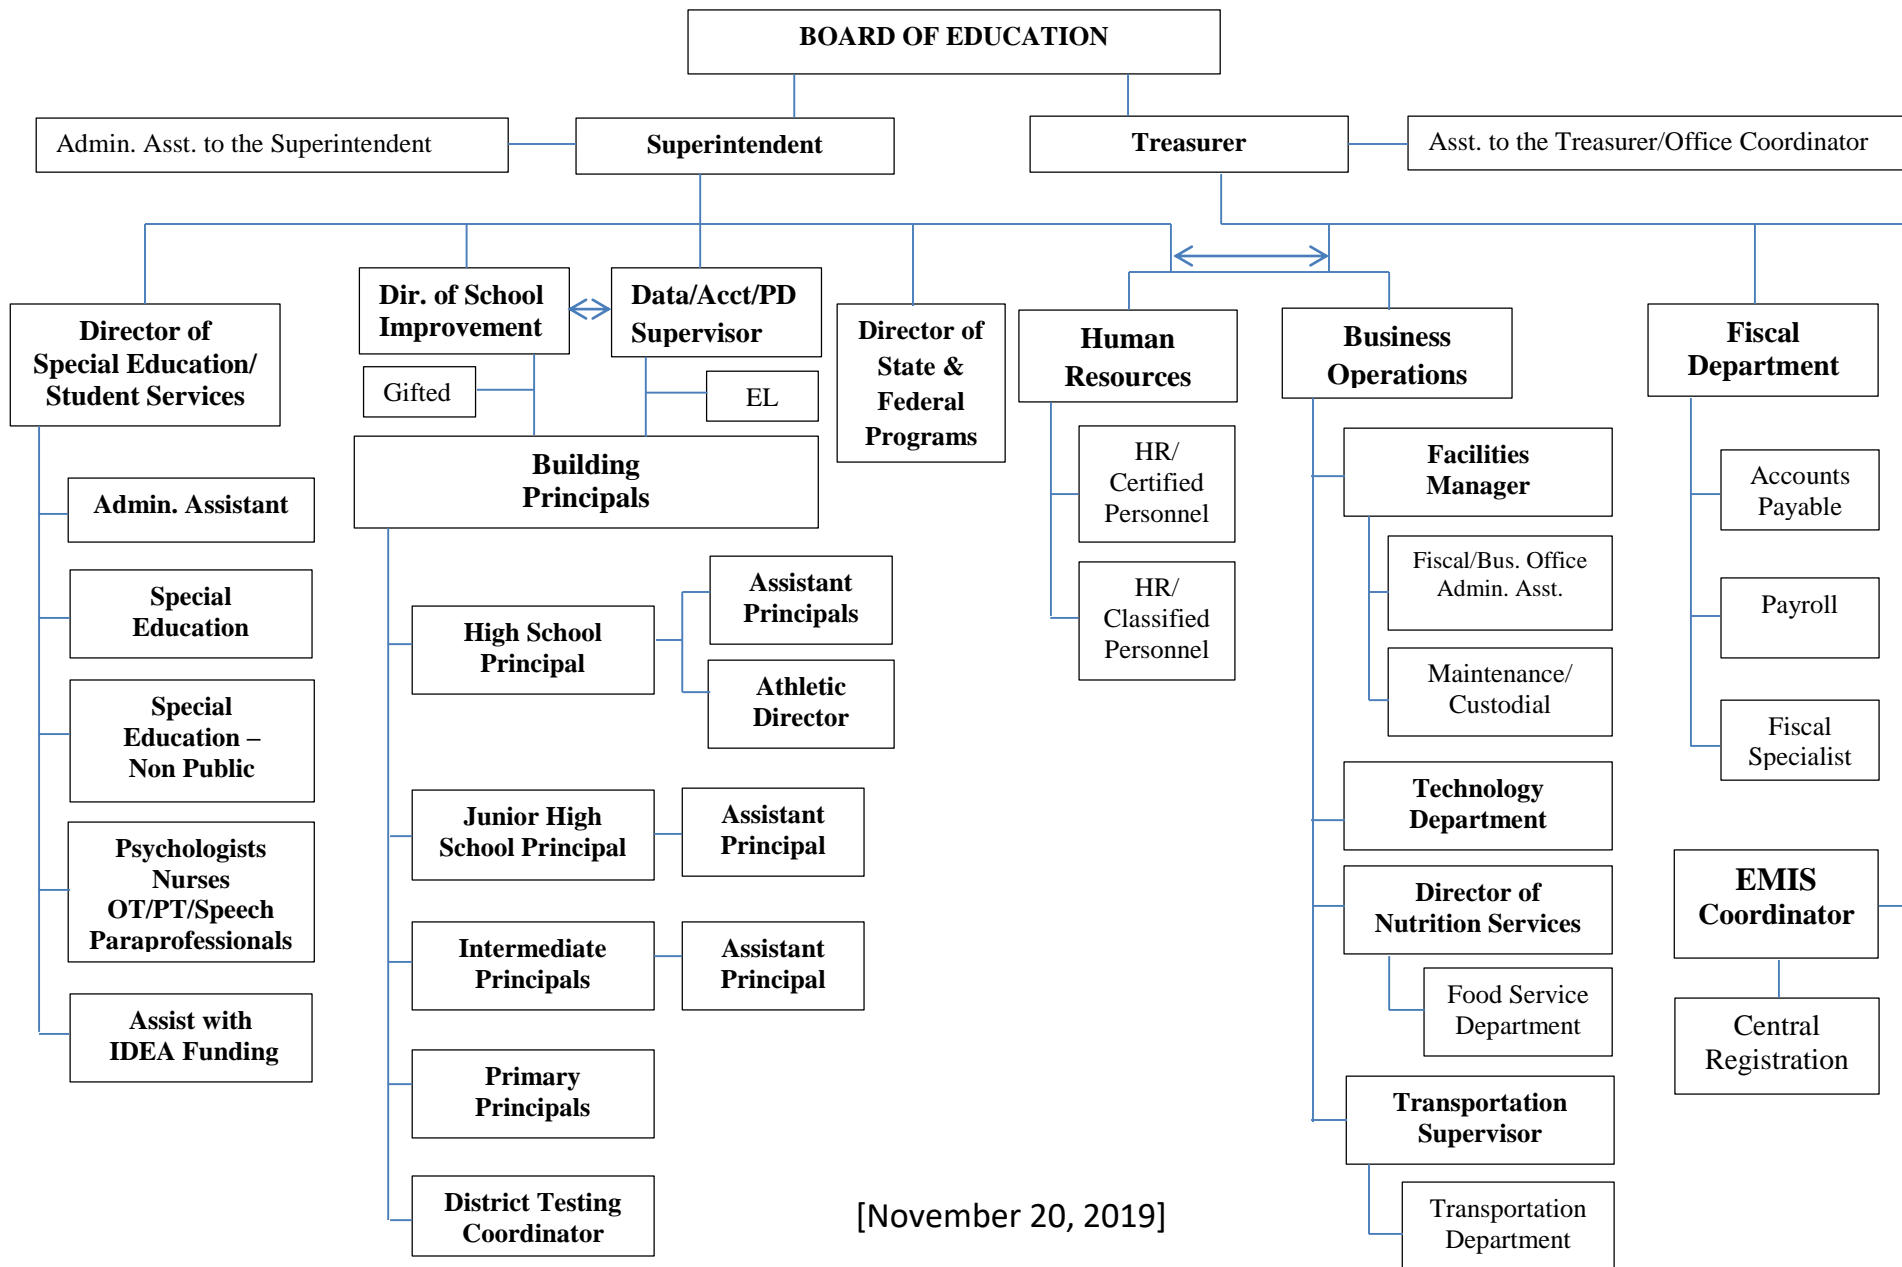 BOARD OF EDUCATION
Admin. Asst. to the Superintendent
Superintendent
Treasurer
Asst. to the Treasurer/Office Coordinator
Director of
Special Education/
Student Services
Dir. of School
Improvement
Data/Acct/PD
Supervisor
Director of
State &
Federal
Programs
Human
Resources
Business
Operations
Fiscal
Department
Gifted
EL
Building
Principals
Admin. Assistant
Special
Education
Special
Education –
Non Public
Psychologists
Nurses
OT/PT/Speech
Paraprofessionals
Assist with
IDEA Funding
High School
Principal
Assistant
Principals
Athletic
Director
Junior High
School Principal
Assistant
Principal
Intermediate
Principals
Assistant
Principal
Primary
Principals
District Testing
Coordinator
HR/
Certified
Personnel
HR/
Classified
Personnel
Facilities
Manager
Fiscal/Bus. Office
Admin. Asst.
Maintenance/
Custodial
Technology
Department
Director of
Nutrition Services
Food Service
Department
Transportation
Supervisor
Transportation
Department
Accounts
Payable
Payroll
Fiscal
Specialist
EMIS
Coordinator
Central
Registration
[November 20, 2019]